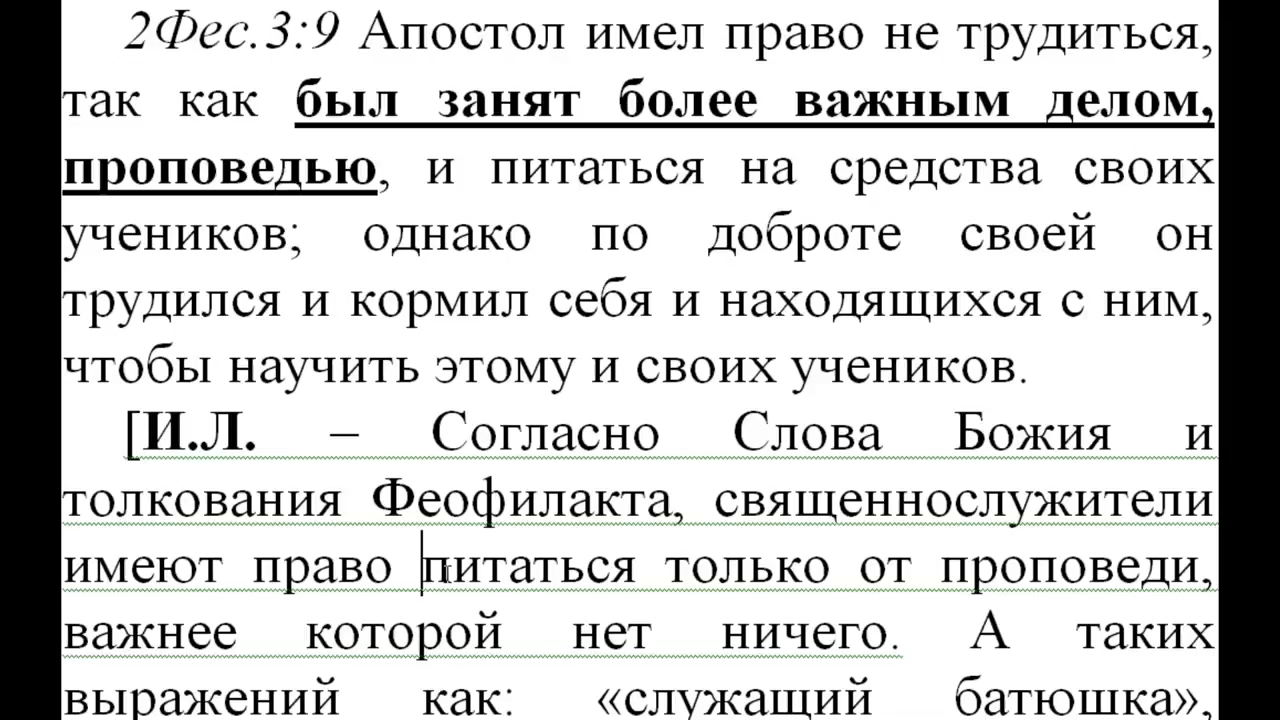 2Фес.3:9 Апостол имел право не трудиться,
так как был занят более важным делом,
проповедью, и питаться на средства своих
учеников; однако по доброте своей он
трудился и кормил себя и находящихся с ним,
чтобы научить этому и своих учеников.
[И.Л. – Согласно Слова Божия и
толкования Феофилакта, священнослужители
имеют право питаться только от проповеди,
важнее которой нет ничего. А таких
выражений как: «служащий батюшка»,